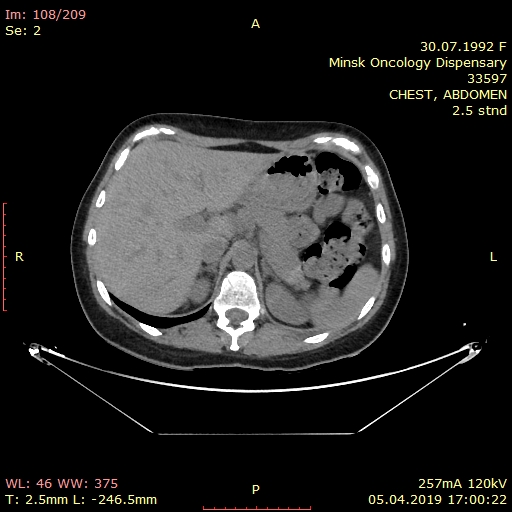 Im: 108/209
Se: 2
A
30.07.1992 F
Minsk Oncology Dispensary
33597
CHEST, ABDOMEN
2.5 stnd
R
L
WL: 46 WW: 375
T: 2.5mm L: -246.5mm
P
257mA 120kV
05.04.2019 17:00:22